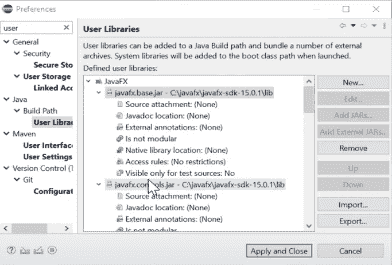 Preferences
user
User Libraries
General
Security
Secure Sto
User Storage
Linked Acc
Java
Build Path
User Librar
Maven
User Interfac
User Settings
Version Control (T
Git
Configurat
User libraries can be added to a Java Build path and bundle a number of external
archives. System libraries will be added to the boot class path when launched.
Defined user libraries:
JavaFX
javafx.base.jar - C:\javafx\javafx-sdk-15.0.1\lib
Source attachment: (None)
Javadoc location: (None)
External annotations: (None)
Is not modular
Native library location: (None)
Access rules: (No restrictions)
Visible only for test sources: No
javafx.controls.jar - C:\javafx\javafx-sdk-15.0.1\lib
Source attachment: (None)
Javadoc location: (None)
External annotations: (None)
Is not modular
New...
Edit...
Add JARs...
Add External JARs...
Remove
Up
Down
Import...
Export...
Apply and Close
Cancel